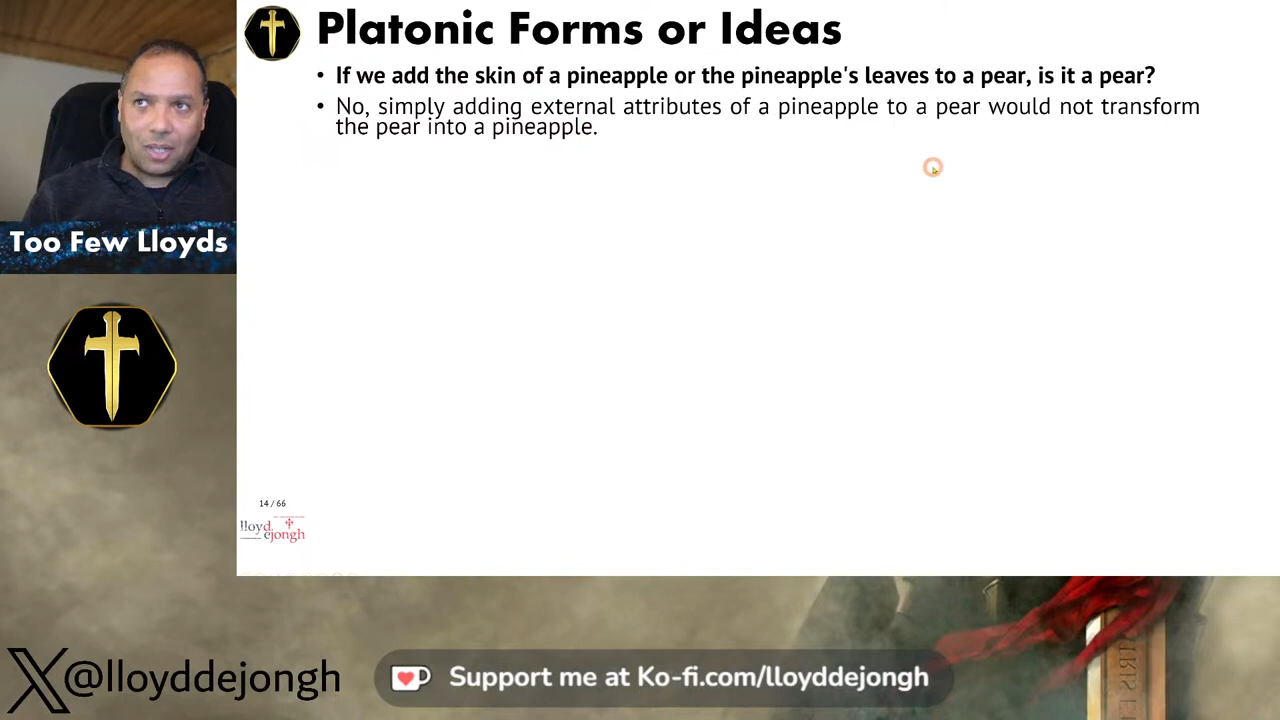 Platonic Forms or Ideas
• If we add the skin of a pineapple or the pineapple's leaves to a pear, is it a pear?
• No, simply adding external attributes of a pineapple to a pear would not transform
the pear into a pineapple.
Too Few Lloyds
14 / 66
lloyd.
ejongh
X@lloyddejongh
Support me at Ko-fi.com/lloyddejongh